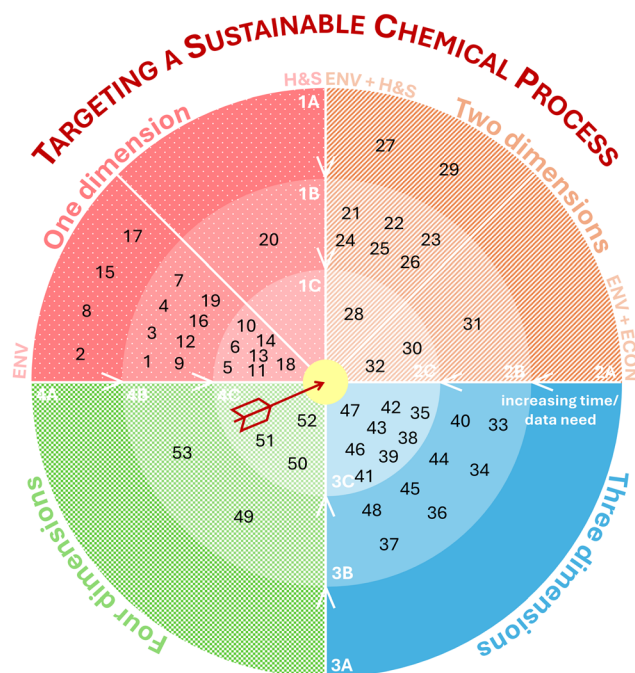 TARGETING A SUSTAINABLE CHEMICAL PROCESS
H&S
ENV + H&S
One dimension
Two dimensions
1A
27
29
1B
21
22
24
25
23
26
17
20
15
7
4
19
8
16
3
12
2
1
9
1C
10
14
6
13
5
11
18
28
31
30
32
ENV
ENV + ECON
4A
4B
4C
2C
2B
2A
increasing time/
data need
52
51
50
53
49
47
42
35
40
33
43
38
46
39
44
34
41
3C
45
48
36
37
3B
3A
Four dimensions
Three dimensions